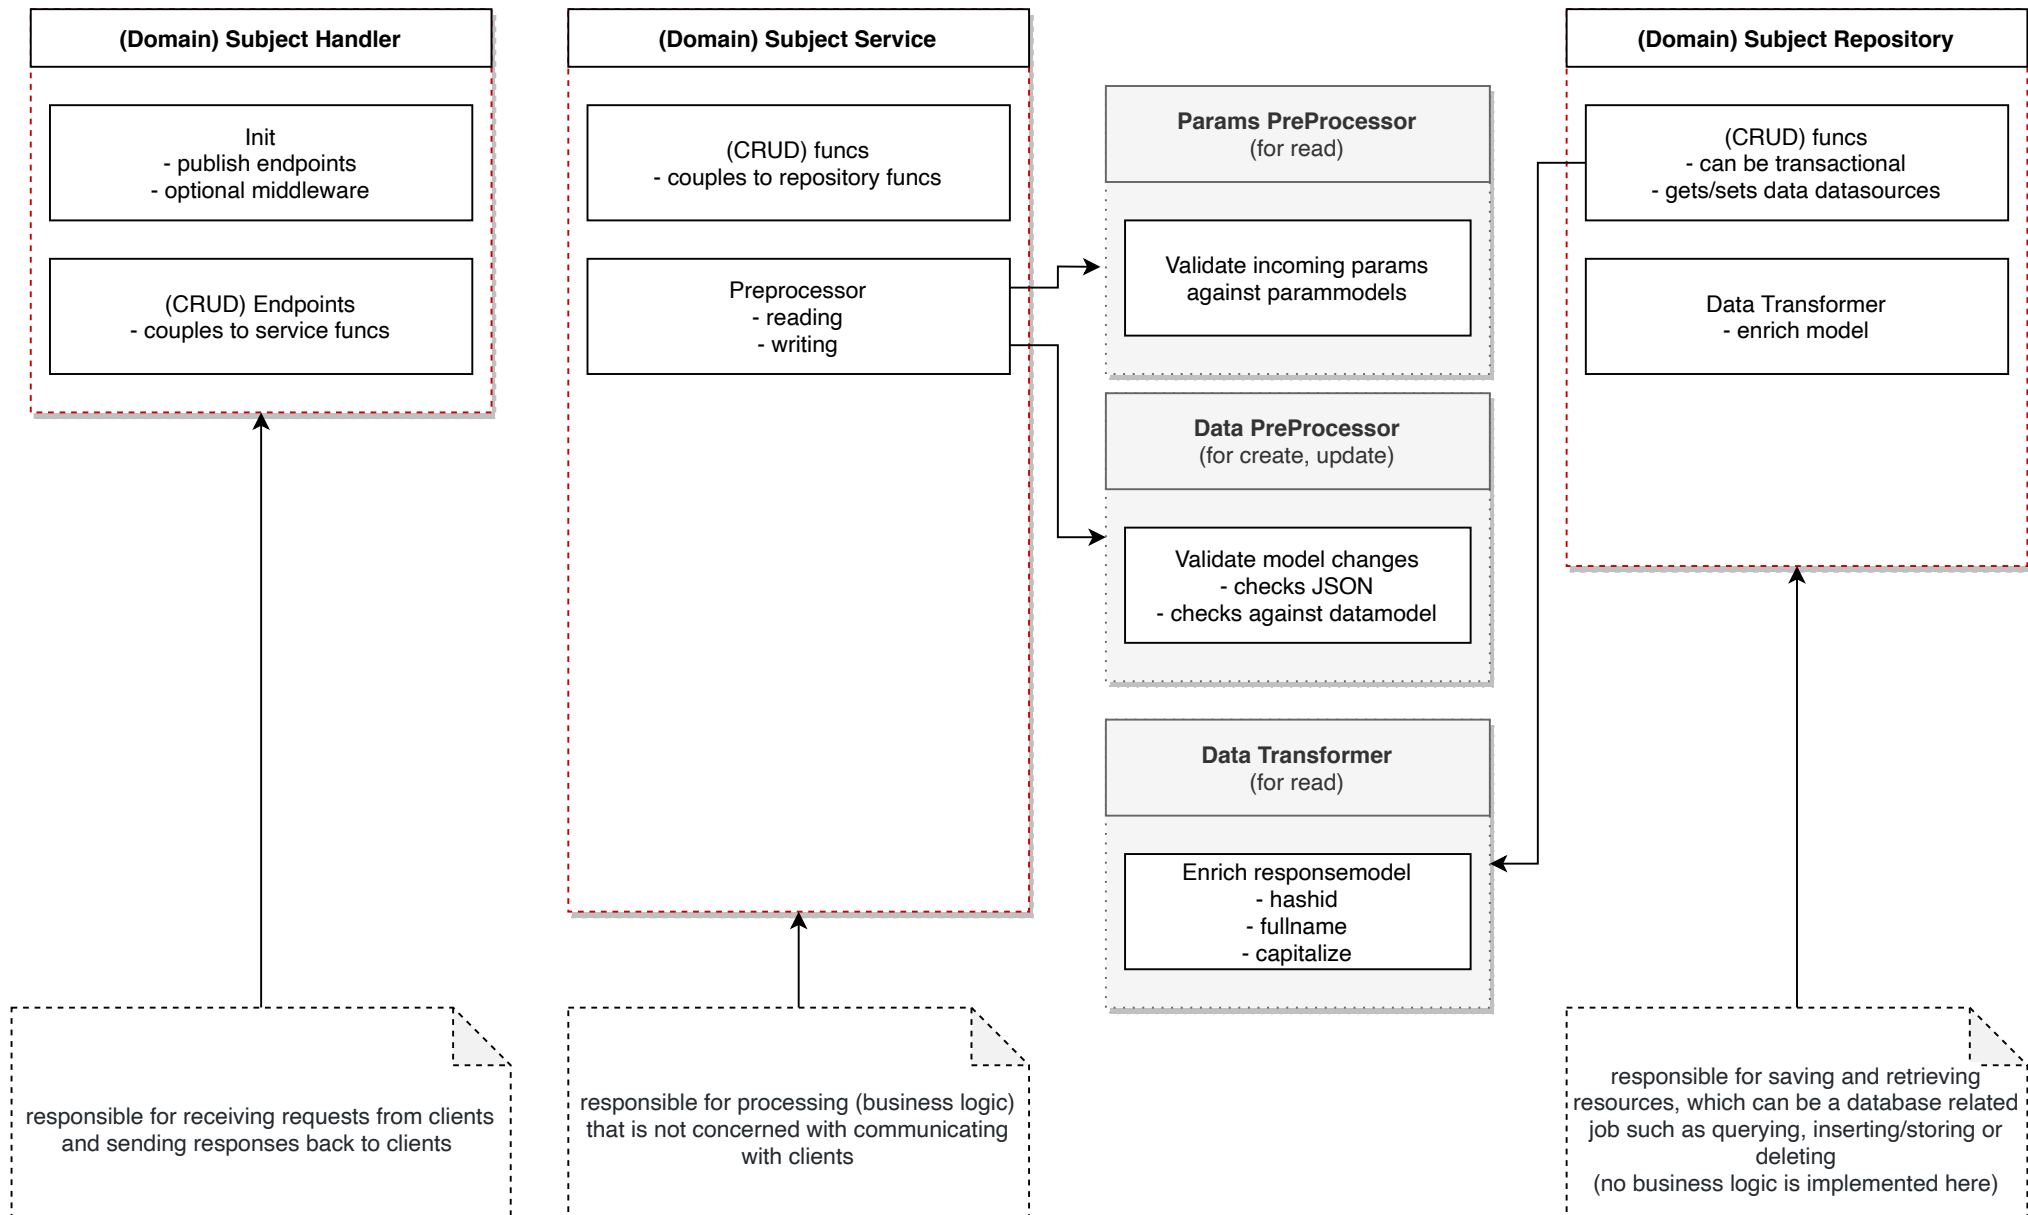 (Domain) Subject Handler
Init
- publish endpoints
- optional middleware
(CRUD) Endpoints
- couples to service funcs
responsible for receiving requests from clients
and sending responses back to clients
(Domain) Subject Service
(CRUD) funcs
- couples to repository funcs
Preprocessor
- reading
- writing
responsible for processing (business logic)
that is not concerned with communicating
with clients
Params PreProcessor
(for read)
Validate incoming params
against parammodels
Data PreProcessor
(for create, update)
Validate model changes
- checks JSON
- checks against datamodel
Data Transformer
(for read)
Enrich responsemodel
- hashid
- fullname
- capitalize
(Domain) Subject Repository
(CRUD) funcs
- can be transactional
- gets/sets data datasources
Data Transformer
- enrich model
responsible for saving and retrieving
resources, which can be a database related
job such as querying, inserting/storing or
deleting
(no business logic is implemented here)